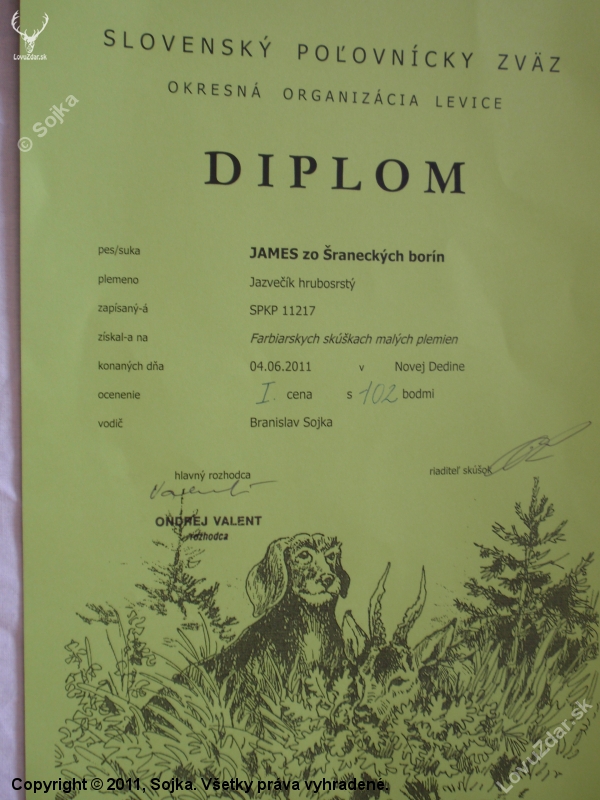 LovuZdar.sk
© Sojka
SLOVENSKÝ POĽOVNÍCKY ZVÄZ
OKRESNÁ ORGANIZÁCIA LEVICE
DIPLOM
pes/suka JAMES zo Šraneckých borín
plemeno Jazvečík hrubosrstý
zapísaný-á SPKP 11217
získal-a na Farbiarskych skúškach malých plemien
konaných dňa 04.06.2011 v Novej Dedine
ocenenie I. cena s 102 bodmi
vodič Branislav Sojka
hlavný rozhodca riaditeľ skúšok
Valent
ONDREJ VALENT
rozhodca
LovuZdar.sk
Copyright © 2011, Sojka. Všetky práva vyhradené.